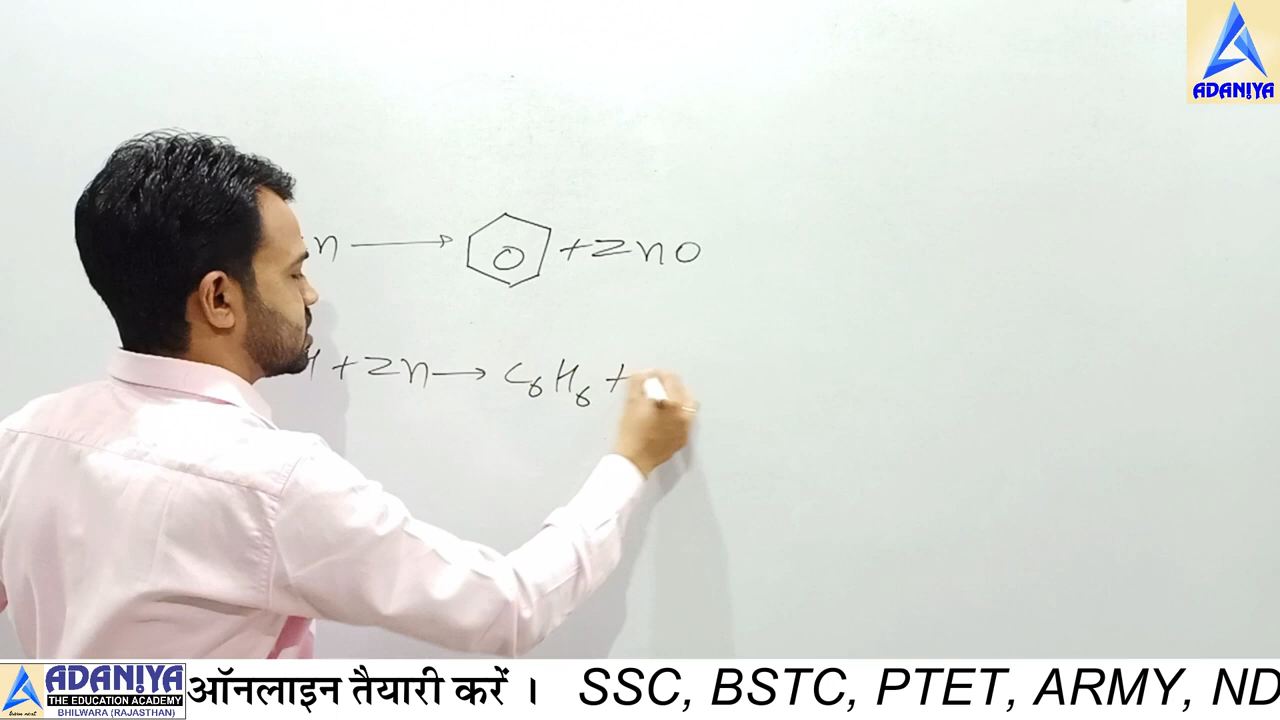 ADANiYA
n ⟶ + ZnO
H + Zn ⟶ C6H6 +
ADANiYA
THE EDUCATION ACADEMY
BHILWARA (RAJASTHAN)
ऑनलाइन तैयारी करें । SSC, BSTC, PTET, ARMY, ND